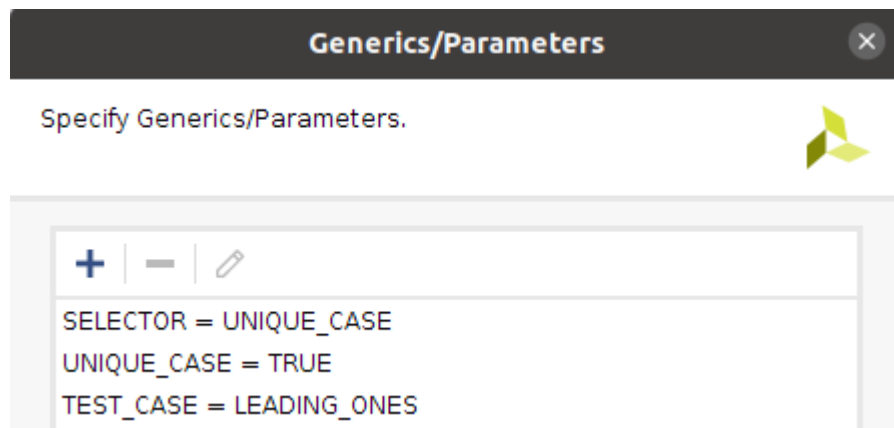 Generics/Parameters
Specify Generics/Parameters.
SELECTOR = UNIQUE_CASE
UNIQUE_CASE = TRUE
TEST_CASE = LEADING_ONES